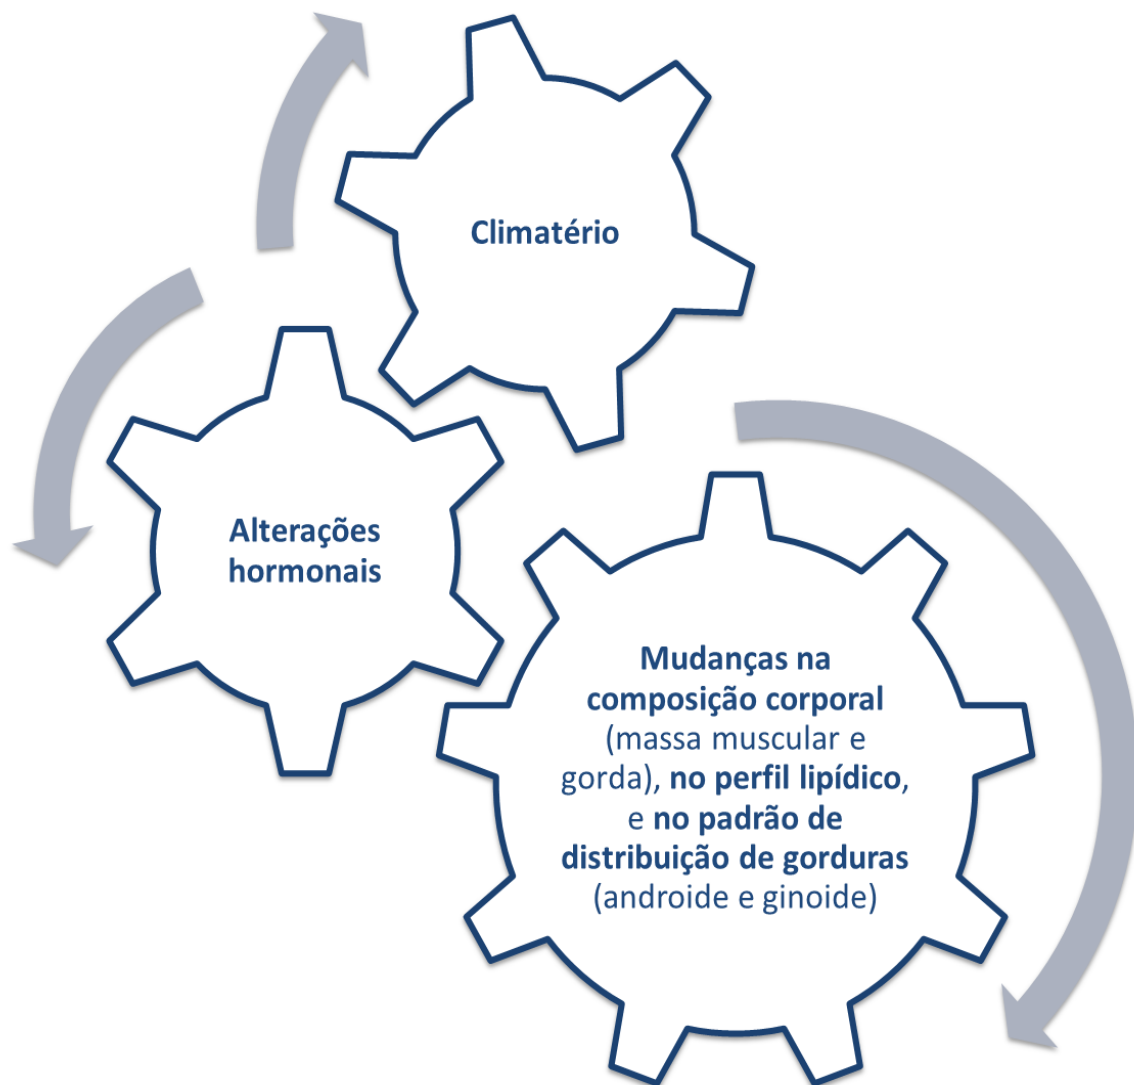 Climatério
Alterações
hormonais
Mudanças na
composição corporal
(massa muscular e
gorda), no perfil lipídico,
e no padrão de
distribuição de gorduras
(androide e ginoide)